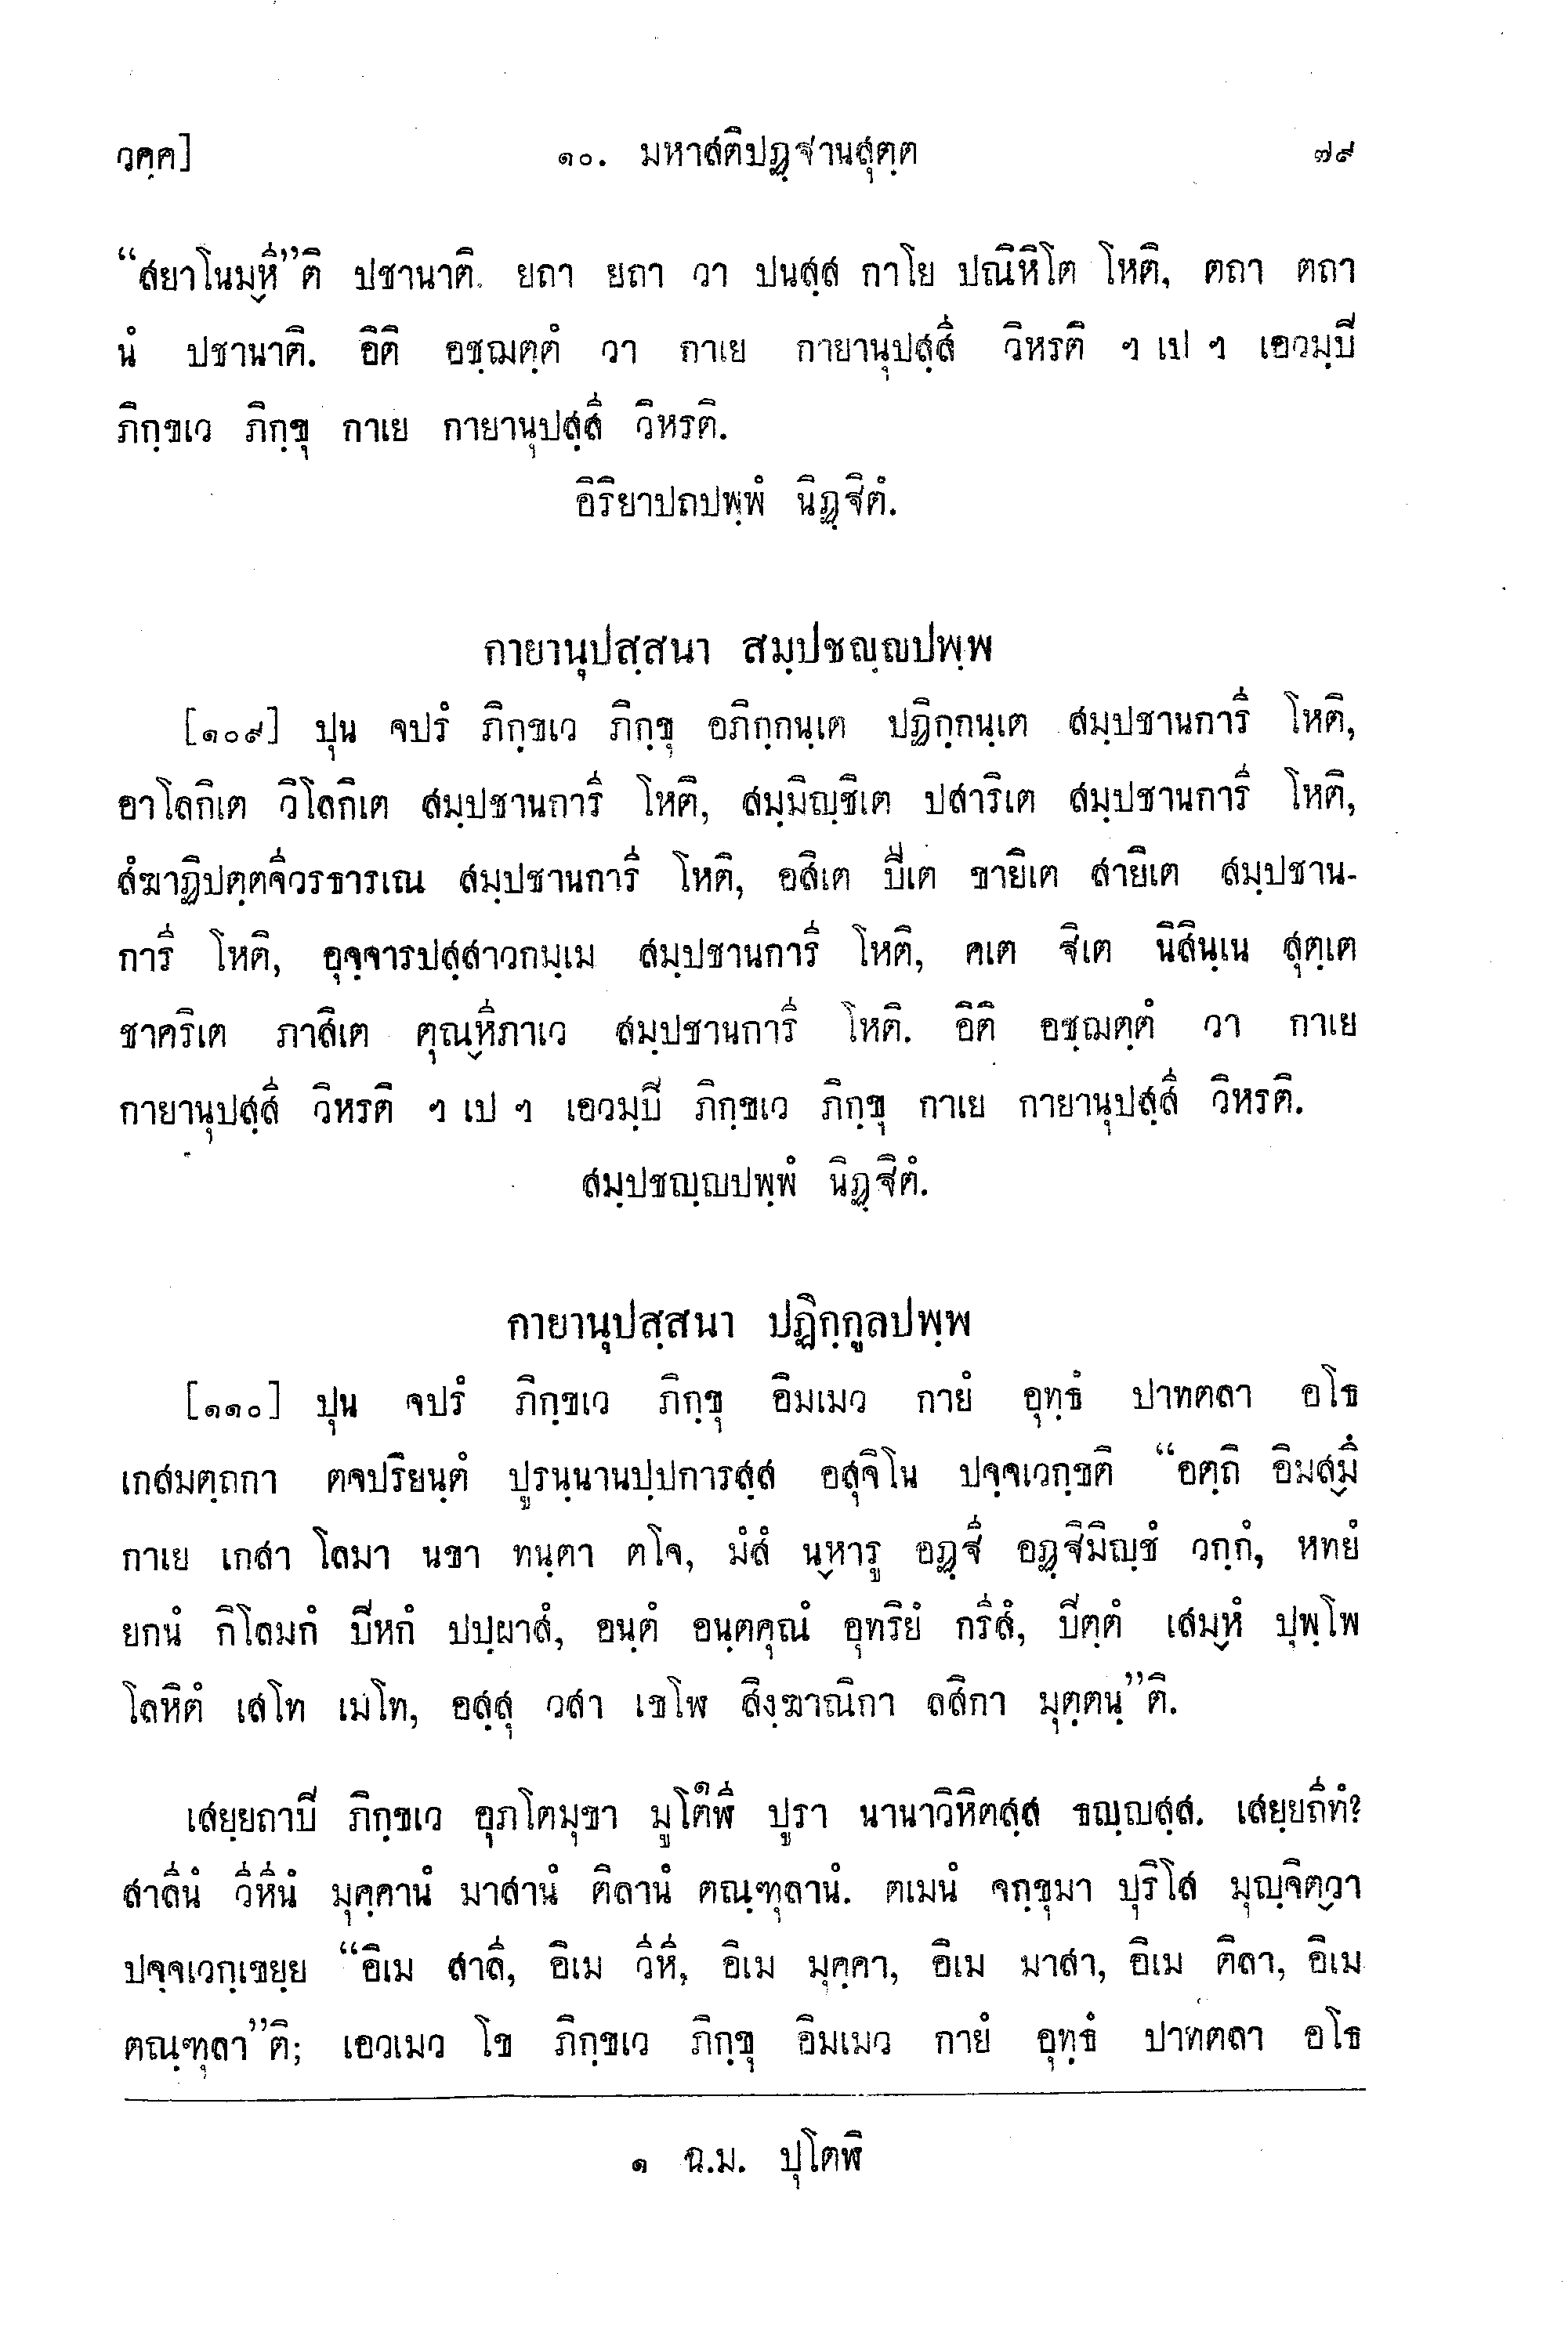 วคฺค]
๑๐. มหาสติปฏฺฐานสุตฺต
๗๙
“สยาโนมฺหี”ติ ปชานาติ. ยถา ยถา วา ปนสฺส กาโย ปณิหิโต โหติ, ตถา ตถา
นํ ปชานาติ. อิติ อชฺฌตฺตํ วา กาเย กายานุปสฺสี วิหรติ ฯ เป ฯ เอวมฺปิ
ภิกฺขเว ภิกฺขุ กาเย กายานุปสฺสี วิหรติ.
อิริยาปถปพฺพํ นิฏฺฐิตํ.
กายานุปสฺสนา สมฺปชญฺญปพฺพ
[๑๐๙] ปุน จปรํ ภิกฺขเว ภิกฺขุ อภิกฺกนฺเต ปฏิกฺกนฺเต สมฺปชานการี โหติ,
อาโลกิเต วิโลกิเต สมฺปชานการี โหติ, สมฺมิญฺชิเต ปสาริเต สมฺปชานการี โหติ,
สํฆาฏิปตฺตจีวรธารเณ สมฺปชานการี โหติ, อสิเต ปีเต ขายิเต สายิเต สมฺปชาน-
การี โหติ, อุจฺจารปสฺสาวกมฺเม สมฺปชานการี โหติ, คเต ฐิเต นิสินฺเน สุตฺเต
ชาคริเต ภาสิเต ตุณฺหีภาเว สมฺปชานการี โหติ. อิติ อชฺฌตฺตํ วา กาเย
กายานุปสฺสี วิหรติ ฯ เป ฯ เอวมฺปิ ภิกฺขเว ภิกฺขุ กาเย กายานุปสฺสี วิหรติ.
สมฺปชญฺญปพฺพํ นิฏฺฐิตํ.
กายานุปสฺสนา ปฏิกฺกูลปพฺพ
[๑๑๐] ปุน จปรํ ภิกฺขเว ภิกฺขุ อิมเมว กายํ อุทฺธํ ปาทตลา อโธ
เกสมตฺถกา ตจปริยนฺตํ ปูรนฺนานปฺปการสฺส อสุจิโน ปจฺจเวกฺขติ “อตฺถิ อิมสฺมึ
กาเย เกสา โลมา นขา ทนฺตา ตโจ, มํสํ นฺหารู อฏฺฐี อฏฺฐิมิญฺชํ วกฺกํ, หทยํ
ยกนํ กิโลมกํ ปิหกํ ปปฺผาสํ, อนฺตํ อนฺตคุณํ อุทริยํ กรีสํ, ปิตฺตํ เสมฺหํ ปุพฺโพ
โลหิตํ เสโท เมโท, อสฺสุ วสา เขโฬ สิงฺฆาณิกา ลสิกา มุตฺตนฺ”ติ.
เสยฺยถาปิ ภิกฺขเว อุภโตมุขา มูโต๑ฬี ปูรา นานาวิหิตสฺส ธญฺญสฺส. เสยฺยถีทํ?
สาลีนํ วีหีนํ มุคฺคานํ มาสานํ ติลานํ ตณฺฑุลานํ. ตเมนํ จกฺขุมา ปุริโส มุญฺจิตฺวา
ปจฺจเวกฺเขยฺย “อิเม สาลี, อิเม วีหี, อิเม มุคฺคา, อิเม มาสา, อิเม ติลา, อิเม
ตณฺฑุลา”ติ; เอวเมว โข ภิกฺขเว ภิกฺขุ อิมเมว กายํ อุทฺธํ ปาทตลา อโธ
๑ ฉ.ม. ปุโตฬิ